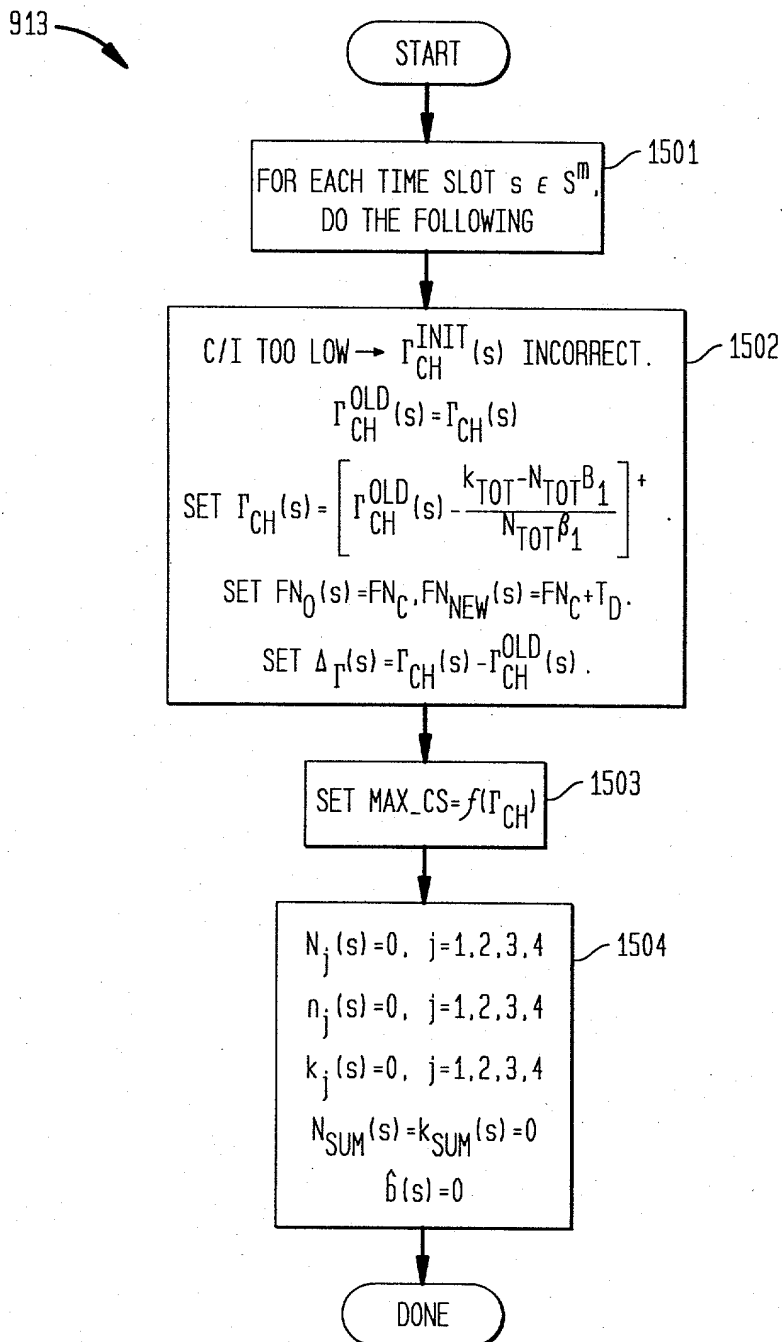 913
START
1501
FOR EACH TIME SLOT s ϵ S^m,
DO THE FOLLOWING
1502
C/I TOO LOW → Γ_CH^INIT(s) INCORRECT.
Γ_CH^OLD(s)=Γ_CH(s)
SET Γ_CH(s)=[Γ_CH^OLD(s)-(k_TOT-N_TOT B_1)/(N_TOT β_1)]^+.
SET FN_0(s)=FN_C,FN_NEW(s)=FN_C+T_D.
SET Δ_Γ(s)=Γ_CH(s)-Γ_CH^OLD(s).
1503
SET MAX_CS=f(Γ_CH)
1504
N_j(s)=0, j=1,2,3,4
n_j(s)=0, j=1,2,3,4
k_j(s)=0, j=1,2,3,4
N_SUM(s)=k_SUM(s)=0
b̂(s)=0
DONE